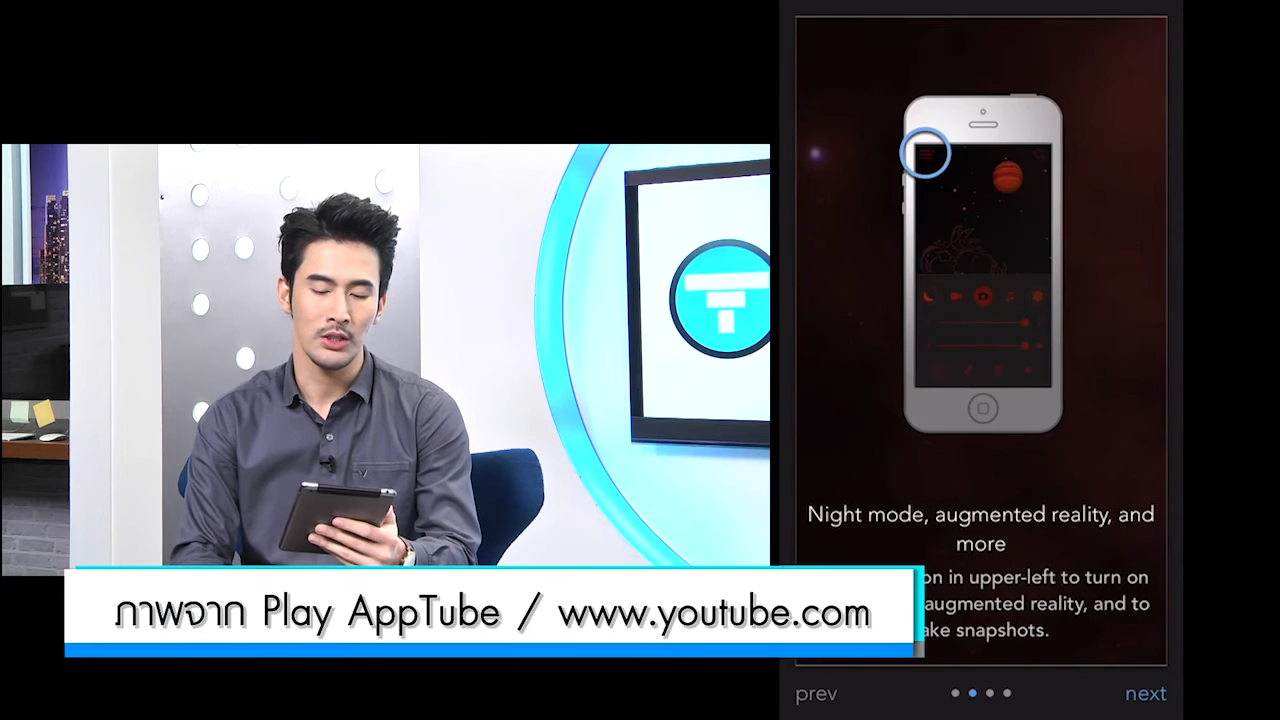 ภาพจาก Play AppTube / www.youtube.com
Night mode, augmented reality, and
more
on in upper-left to turn on
augmented reality, and to
ake snapshots.
prev
next